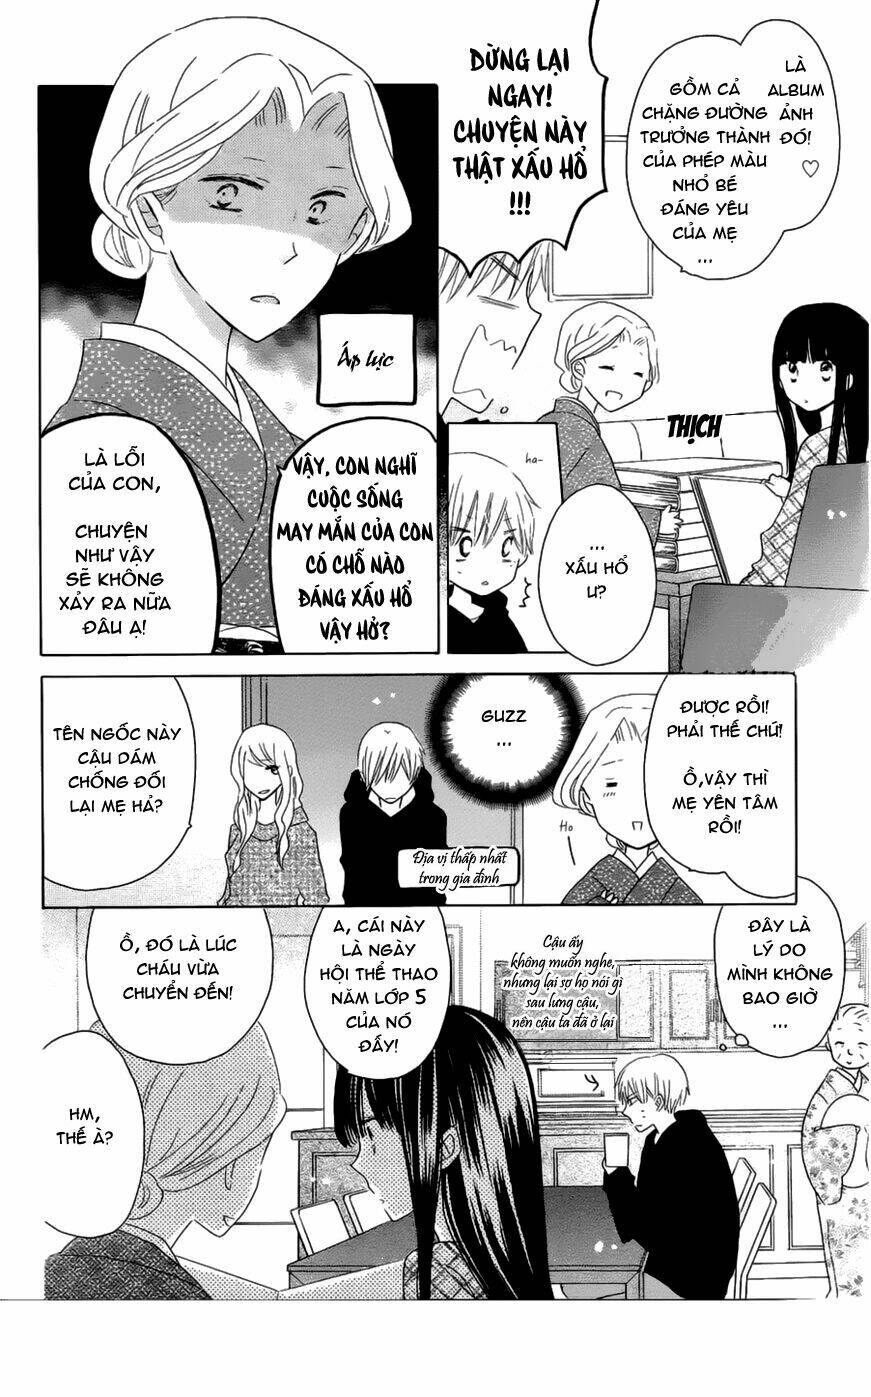 LÀ
ALBUM
ẢNH
ĐÓ!
♡
GỒM CẢ
CHẶNG ĐƯỜNG
TRƯỞNG THÀNH
CỦA PHÉP MÀU
NHỎ BÉ
ĐÁNG YÊU
CỦA MẸ
...
DỪNG LẠI
NGAY!
CHUYỆN NÀY
THẬT XẤU HỔ
!!!
THỊCH
ha-
...
XẤU HỔ
Ư?
Áp lực
VẬY, CON NGHĨ
CUỘC SỐNG
MAY MẮN CỦA CON
CÓ CHỖ NÀO
ĐÁNG XẤU HỔ
VẬY HỞ?
LÀ LỖI
CỦA CON,
CHUYỆN
NHƯ VẬY
SẼ KHÔNG
XẢY RA NỮA
ĐÂU Ạ!
ĐƯỢC RỒI!
PHẢI THẾ CHỨ!
Ồ,VẬY THÌ
MẸ YÊN TÂM
RỒI!
Ho
GUZZ
...
Địa vị thấp nhất
trong gia đình
TÊN NGỐC NÀY
CẬU DÁM
CHỐNG ĐỐI
LẠI MẸ HẢ?
ĐÂY LÀ
LÝ DO
MÌNH KHÔNG
BAO GIỜ
...
Cậu ấy
không muốn nghe,
nhưng lại sợ họ nói gì
sau lưng cậu,
nên cậu ta đã ở lại
A, CÁI NÀY
LÀ NGÀY
HỘI THỂ THAO
NĂM LỚP 5
CỦA NÓ
ĐẤY!
Ồ, ĐÓ LÀ LÚC
CHÁU VỪA
CHUYỂN ĐẾN!
HM,
THẾ À?